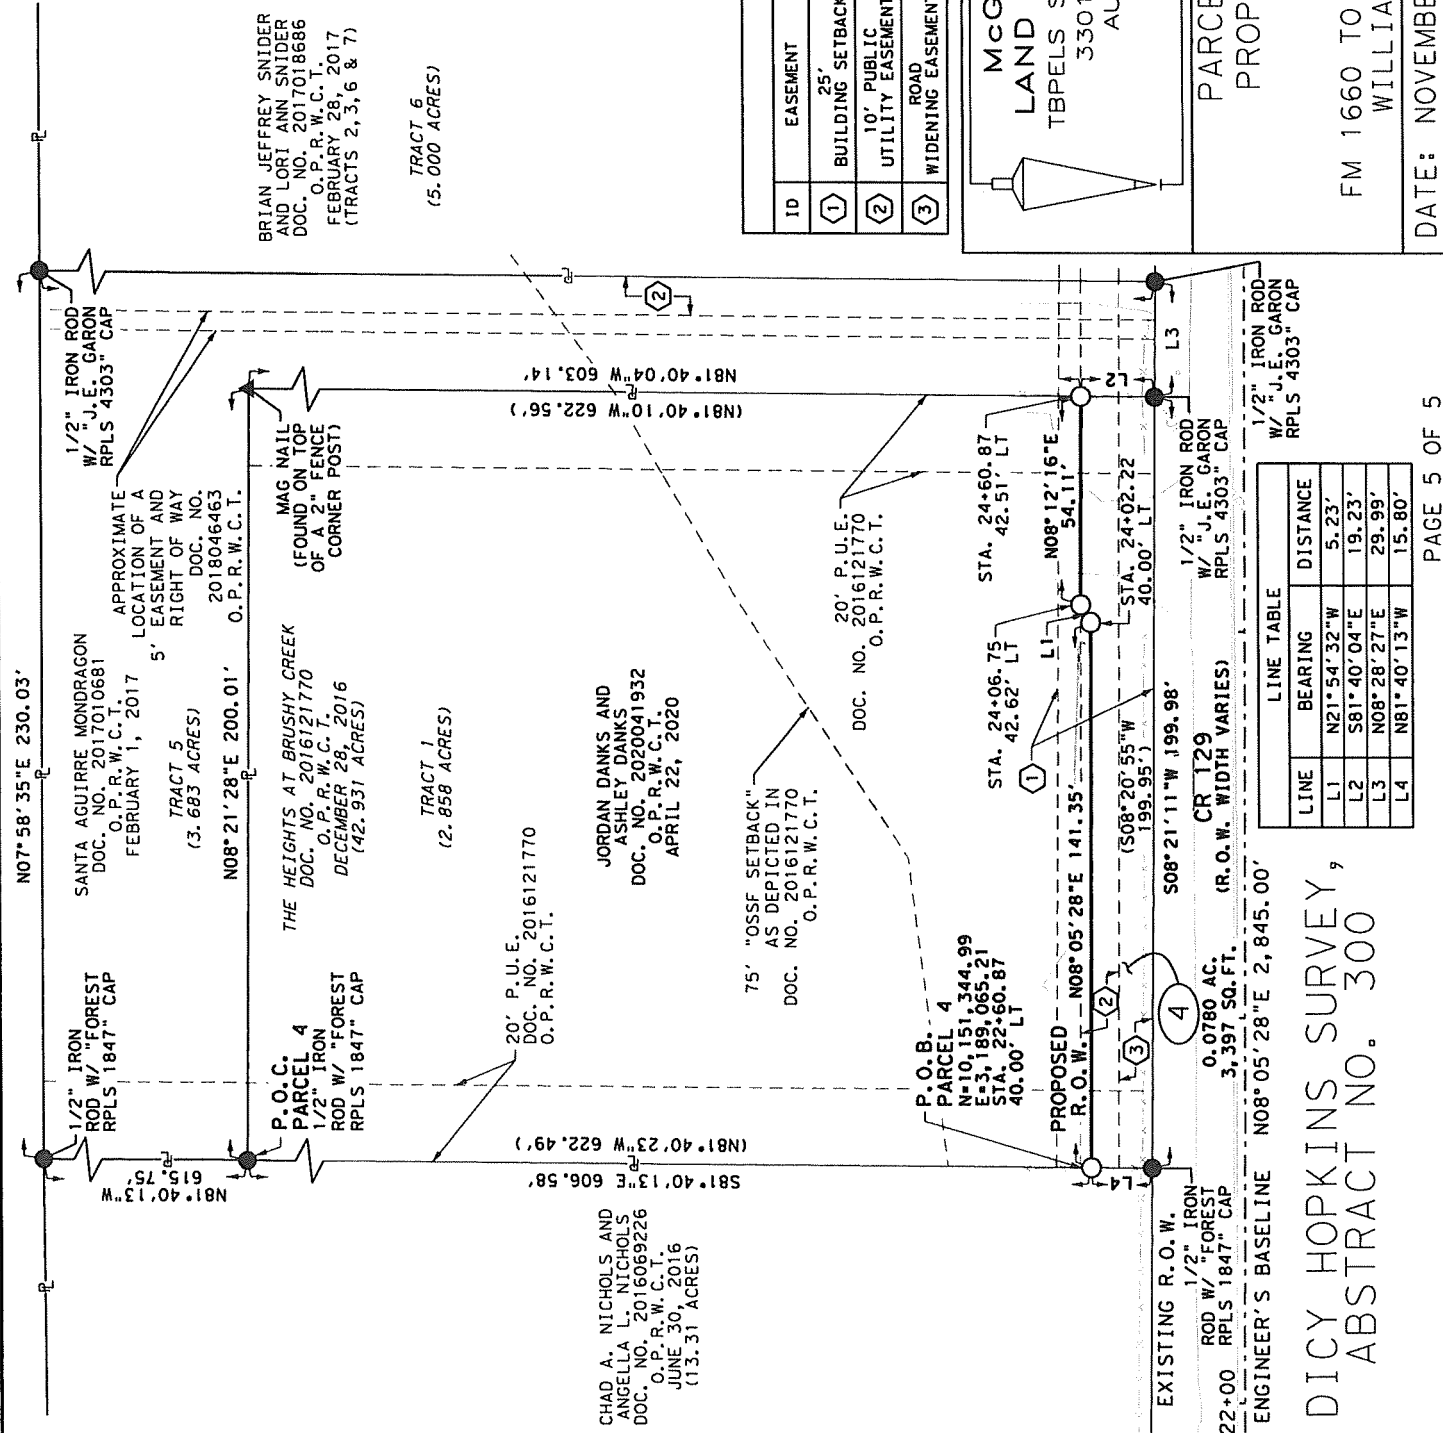 N07°58'35"E 230.03'
1/2" IRON
ROD W/ "FOREST
RPLS 1847" CAP
SANTA AGUIRRE MONDRAGON
DOC. NO. 2017010681
O.P.R.W.C.T.
FEBRUARY 1, 2017
TRACT 5
(3.683 ACRES)
APPROXIMATE
LOCATION OF A
5' EASEMENT AND
RIGHT OF WAY
DOC. NO.
2018046463
O.P.R.W.C.T.
1/2" IRON ROD
W/ "J.E. GARON
RPLS 4303" CAP
BRIAN JEFFREY SNIDER
AND LORI ANN SNIDER
DOC. NO. 2017018686
O.P.R.W.C.T.
FEBRUARY 28, 2017
(TRACTS 2,3,6 & 7)
TRACT 6
(5.000 ACRES)
N81°40'13"W
615.75'
N08°21'28"E 200.01'
P.O.C.
PARCEL 4
1/2" IRON
ROD W/ "FOREST
RPLS 1847" CAP
THE HEIGHTS AT BRUSHY CREEK
DOC. NO. 2016121770
O.P.R.W.C.T.
DECEMBER 28, 2016
(42.931 ACRES)
MAG NAIL
(FOUND ON TOP
OF A 2" FENCE
CORNER POST)
TRACT 1
(2.858 ACRES)
20' P.U.E.
DOC. NO. 2016121770
O.P.R.W.C.T.
CHAD A. NICHOLS AND
ANGELLA L. NICHOLS
DOC. NO. 2016069226
O.P.R.W.C.T.
JUNE 30, 2016
(13.31 ACRES)
(N81°40'23"W 622.49')
S81°40'13"E 606.58'
JORDAN DANKS AND
ASHLEY DANKS
DOC. NO. 2020041932
O.P.R.W.C.T.
APRIL 22, 2020
N81°40'04"W 603.14'
(N81°40'10"W 622.56')
2
75' "OSSF SETBACK"
AS DEPICTED IN
DOC. NO. 2016121770
O.P.R.W.C.T.
20' P.U.E.
DOC. NO. 2016121770
O.P.R.W.C.T.
P.O.B.
PARCEL 4
N=10,151,344.99
E=3,189,065.21
STA. 22+60.87
40.00' LT
STA. 24+06.75
42.62' LT
STA. 24+60.87
42.51' LT
PROPOSED
R.O.W.
N08°05'28"E 141.35'
L1
N08°12'16"E
54.11'
STA. 24+02.22
40.00' LT
L2
L3
L4
1
2
3
4
(S08°20'55"W
199.95')
S08°21'11"W 199.98'
EXISTING R.O.W.
1/2" IRON
ROD W/ "FOREST
RPLS 1847" CAP
0.0780 AC.
3,397 SQ.FT.
CR 129
(R.O.W. WIDTH VARIES)
1/2" IRON ROD
W/ "J.E. GARON
RPLS 4303" CAP
1/2" IRON ROD
W/ "J.E. GARON
RPLS 4303" CAP
22+00
ENGINEER'S BASELINE N08°05'28"E 2,845.00'
DICY HOPKINS SURVEY,
ABSTRACT NO. 300
LINE TABLE
LINE BEARING DISTANCE
L1 N21°54'32"W 5.23'
L2 S81°40'04"E 19.23'
L3 N08°28'27"E 29.99'
L4 N81°40'13"W 15.80'
PAGE 5 OF 5
ID EASEMENT
1 25'
BUILDING SETBACK
2 10' PUBLIC
UTILITY EASEMENT
3 ROAD
WIDENING EASEMENT
McG
LAND
TBPELS S
3301
AU
PARCE
PROP
FM 1660 TO
WILLIA
DATE: NOVEMBE